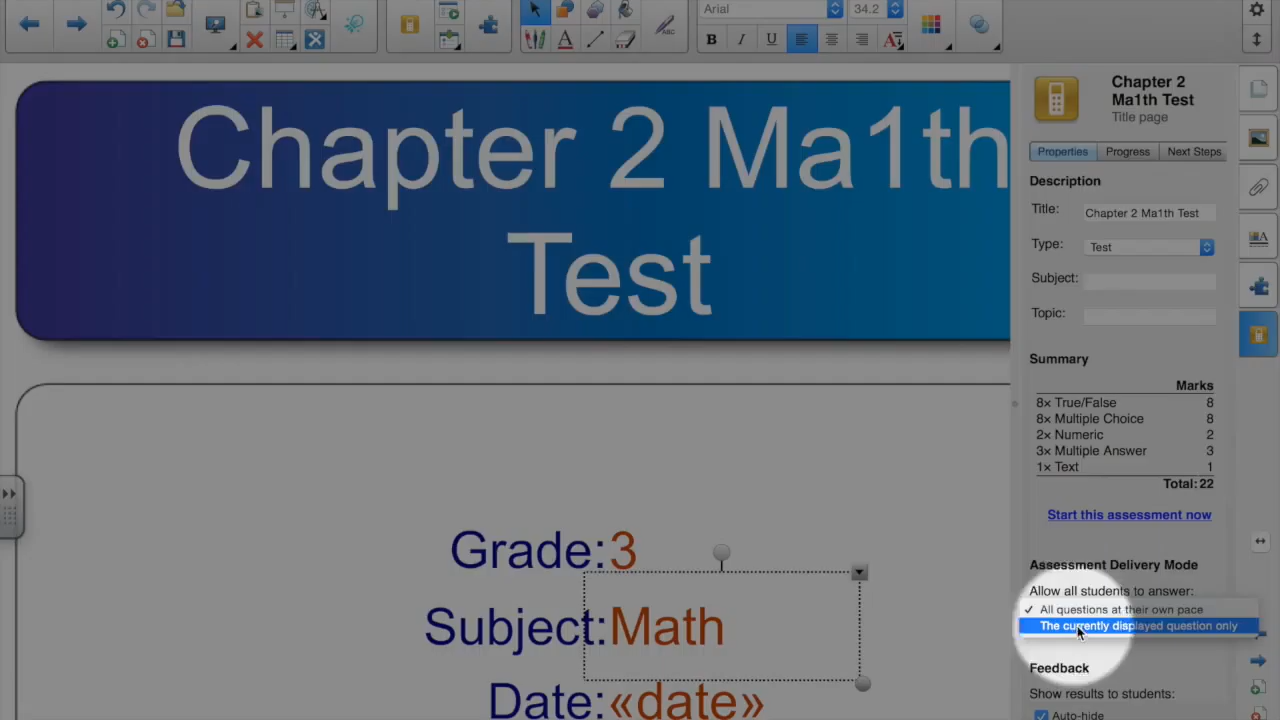 Arial
34.2
ABC
B I U
A
Chapter 2 Ma1th
Test
Grade:3
Subject:Math
Date:«date»
Chapter 2
Ma1th Test
Title page
Properties Progress Next Steps
Description
Title: Chapter 2 Ma1th Test
Type: Test
Subject:
Topic:
Summary
Marks
8× True/False 8
8× Multiple Choice 8
2× Numeric 2
3× Multiple Answer 3
1× Text 1
Total:22
Start this assessment now
Assessment Delivery Mode
Allow all students to answer:
✓ All questions at their own pace
The currently displayed question only
Feedback
Show results to students:
Auto-hide